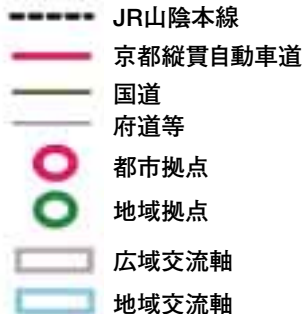 JR山陰本線
京都縦貫自動車道
国道
府道等
都市拠点
地域拠点
広域交流軸
地域交流軸